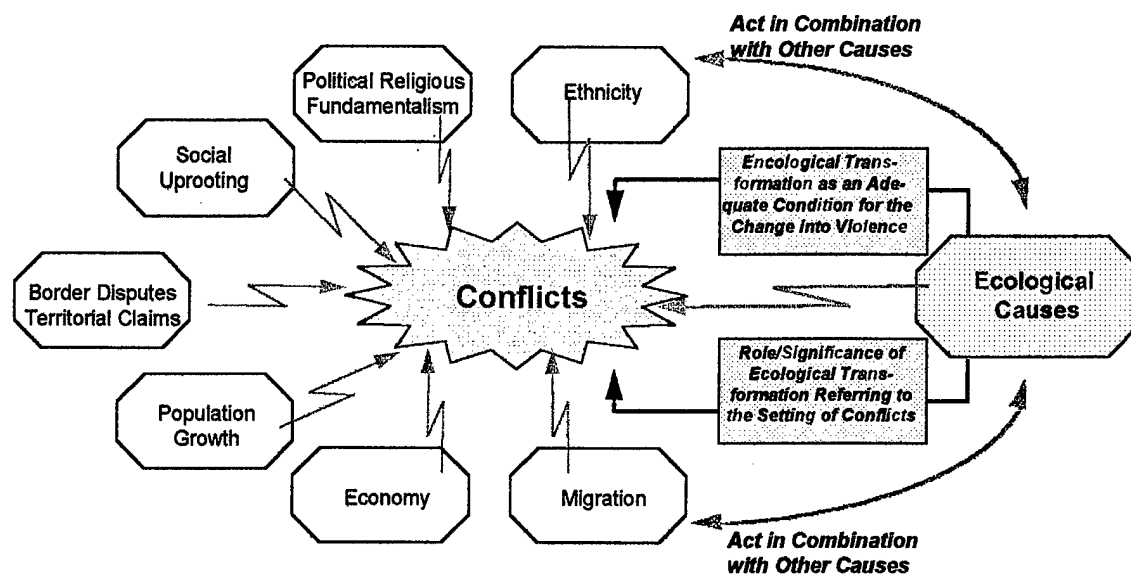 Act in Combination
with Other Causes
Political Religious
Fundamentalism
Ethnicity
Social
Uprooting
Encological Trans-
formation as an Ade-
quate Condition for the
Change into Violence
Border Disputes
Territorial Claims
Conflicts
Ecological
Causes
Role/Significance of
Ecological Trans-
formation Referring to
the Setting of Conflicts
Population
Growth
Economy
Migration
Act in Combination
with Other Causes